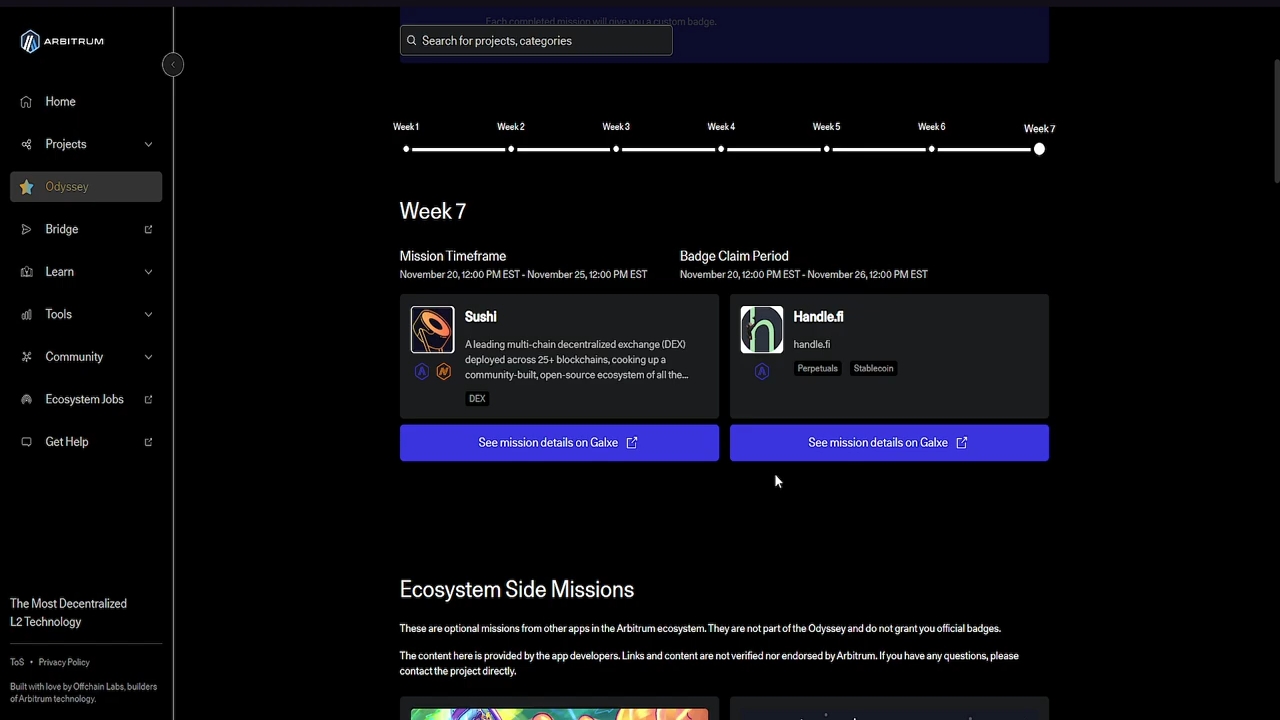 ARBITRUM
Home
Projects
Odyssey
Bridge
Learn
Tools
Community
Ecosystem Jobs
Get Help
The Most Decentralized
L2 Technology
ToS • Privacy Policy
Built with love by Offchain Labs, builders
of Arbitrum technology.
Each completed mission will give you a custom badge.
Search for projects, categories
Week 1 Week 2 Week 3 Week 4 Week 5 Week 6 Week 7
Week 7
Mission Timeframe
November 20, 12:00 PM EST - November 25, 12:00 PM EST
Badge Claim Period
November 20, 12:00 PM EST - November 26, 12:00 PM EST
Sushi
A leading multi-chain decentralized exchange (DEX)
deployed across 25+ blockchains, cooking up a
community-built, open-source ecosystem of all the...
DEX
See mission details on Galxe
Handle.fi
handle.fi
Perpetuals Stablecoin
See mission details on Galxe
Ecosystem Side Missions
These are optional missions from other apps in the Arbitrum ecosystem. They are not part of the Odyssey and do not grant you official badges.
The content here is provided by the app developers. Links and content are not verified nor endorsed by Arbitrum. If you have any questions, please
contact the project directly.